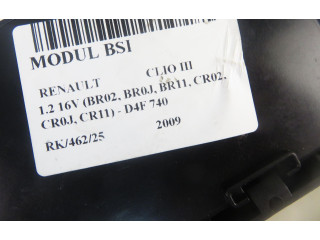 MODUL BSI
RENAULT CLIO III
1.2 16V (BR02, BR0J, BR11, CR02,
CR0J, CR11) - D4F 740
RK/462/25 2009